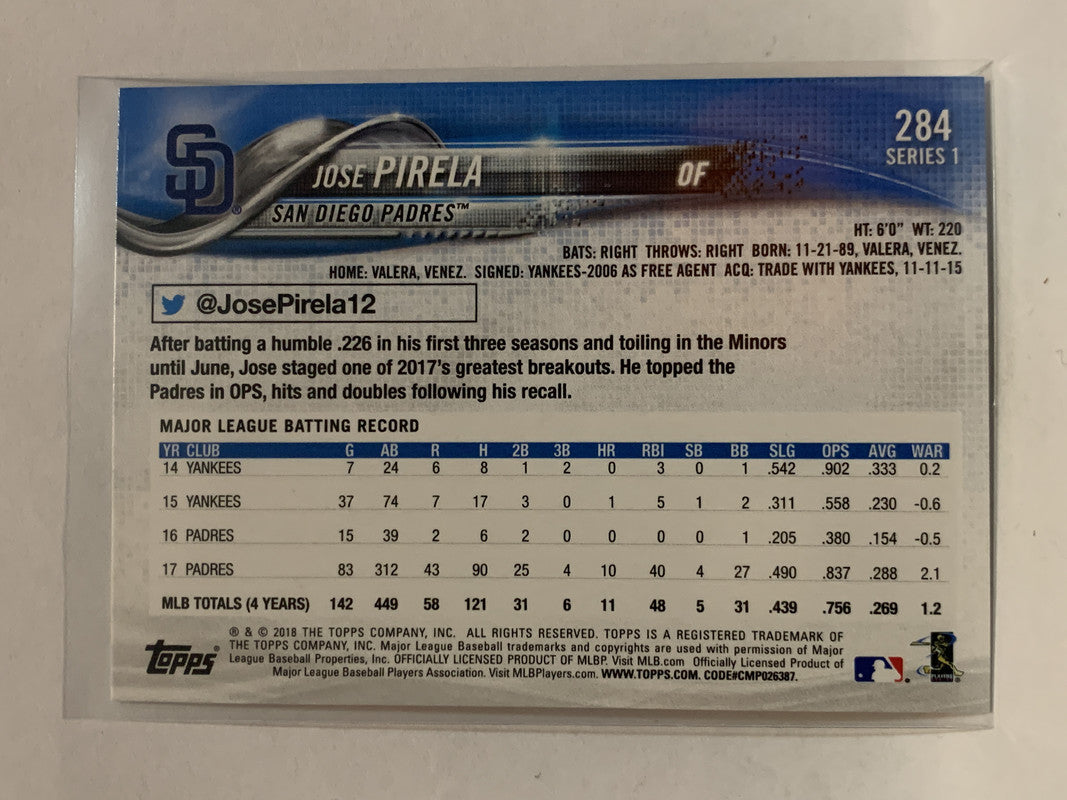 SD
284
SERIES 1
JOSE PIRELA OF
SAN DIEGO PADRES™
HT: 6'0" WT: 220
BATS: RIGHT THROWS: RIGHT BORN: 11-21-89, VALERA, VENEZ.
HOME: VALERA, VENEZ. SIGNED: YANKEES-2006 AS FREE AGENT ACQ: TRADE WITH YANKEES, 11-11-15
@JosePirela12
After batting a humble .226 in his first three seasons and toiling in the Minors
until June, Jose staged one of 2017's greatest breakouts. He topped the
Padres in OPS, hits and doubles following his recall.
MAJOR LEAGUE BATTING RECORD
YR CLUB G AB R H 2B 3B HR RBI SB BB SLG OPS AVG WAR
14 YANKEES 7 24 6 8 1 2 0 3 0 1 .542 .902 .333 0.2
15 YANKEES 37 74 7 17 3 0 1 5 1 2 .311 .558 .230 -0.6
16 PADRES 15 39 2 6 2 0 0 0 0 1 .205 .380 .154 -0.5
17 PADRES 83 312 43 90 25 4 10 40 4 27 .490 .837 .288 2.1
MLB TOTALS (4 YEARS) 142 449 58 121 31 6 11 48 5 31 .439 .756 .269 1.2
Topps®
® & © 2018 THE TOPPS COMPANY, INC. ALL RIGHTS RESERVED. TOPPS IS A REGISTERED TRADEMARK OF
THE TOPPS COMPANY, INC. Major League Baseball trademarks and copyrights are used with permission of Major
League Baseball Properties, Inc. OFFICIALLY LICENSED PRODUCT OF MLBP. Visit MLB.com Officially Licensed Product of
Major League Baseball Players Association. Visit MLBPlayers.com. WWW.TOPPS.COM. CODE#CMP026387.
PLAYERS